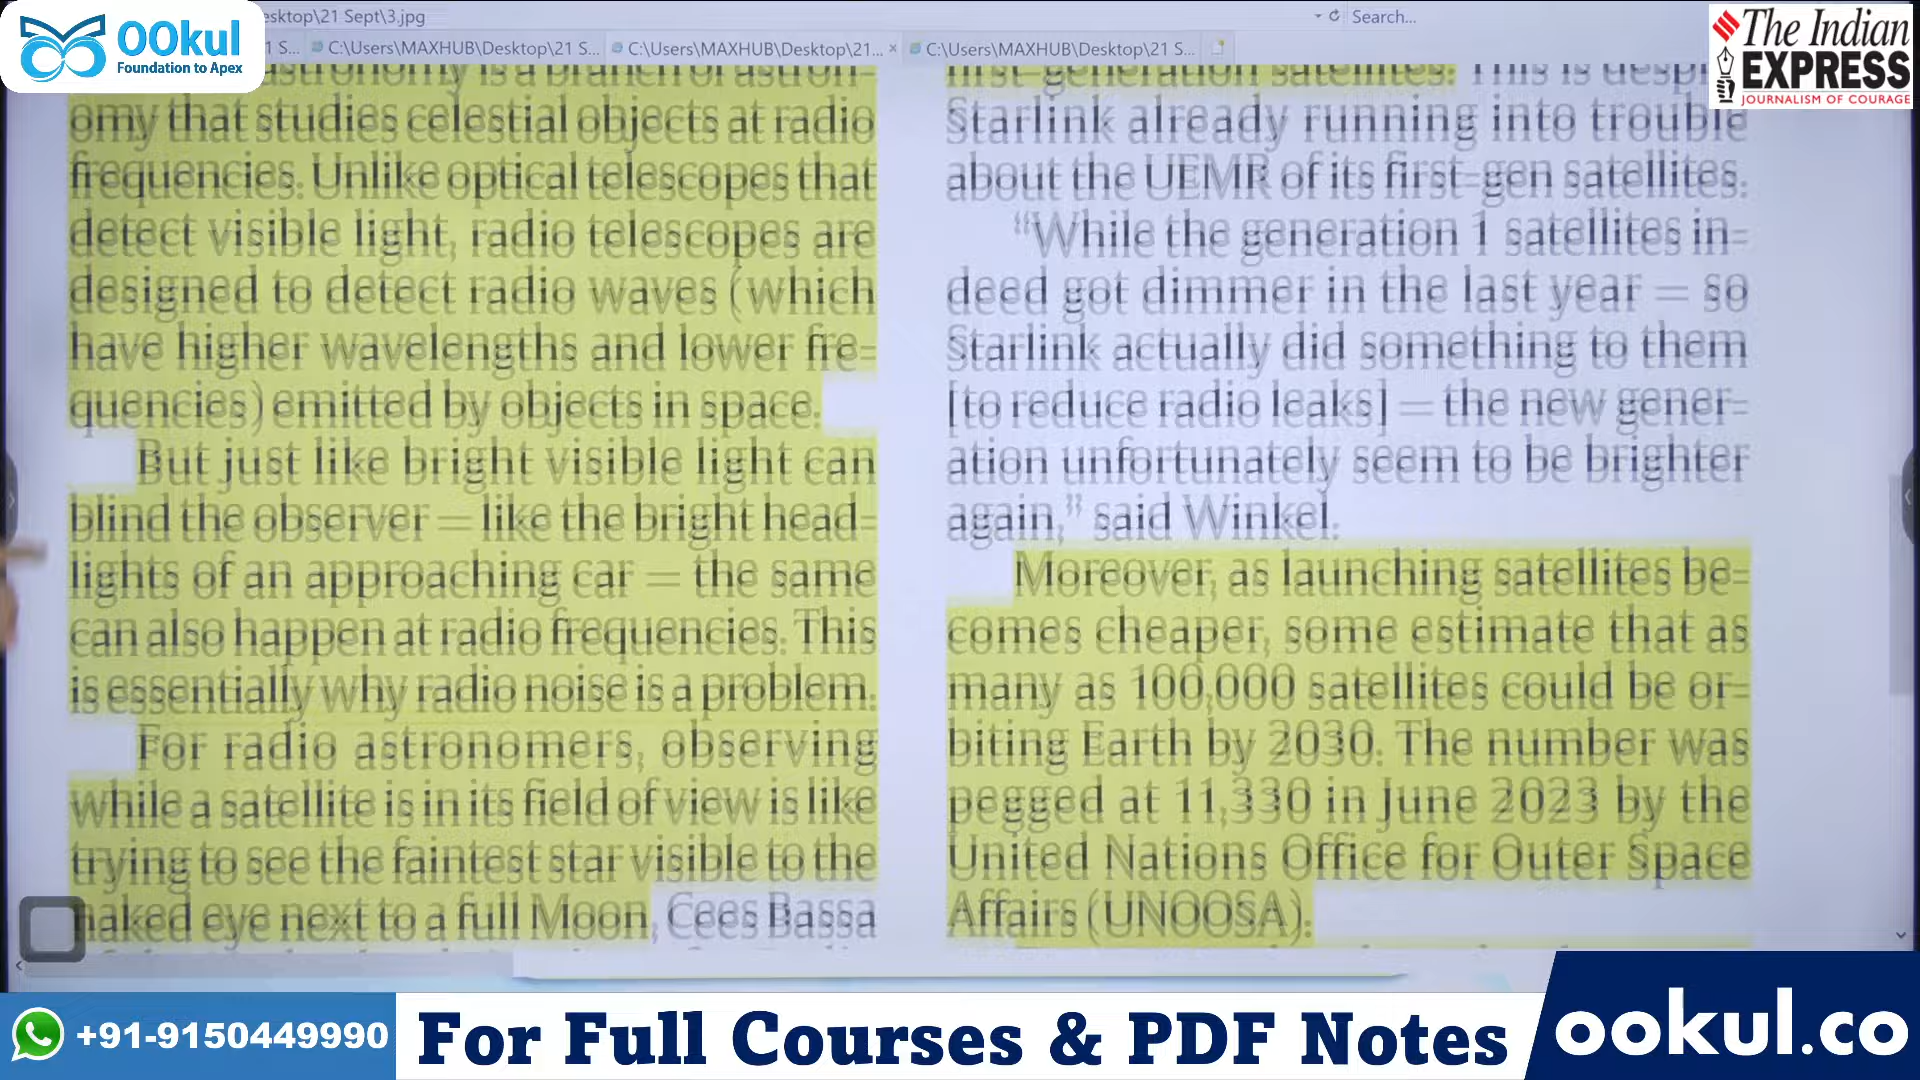 OOkul
Foundation to Apex
esktop\21 Sept\3.jpg
Search...
1 S...
C:\Users\MAXHUB\Desktop\21 S...
C:\Users\MAXHUB\Desktop\21...
C:\Users\MAXHUB\Desktop\21 S...
The Indian
EXPRESS
JOURNALISM OF COURAGE
astronomy is a branch of astron-
omy that studies celestial objects at radio
frequencies. Unlike optical telescopes that
detect visible light, radio telescopes are
designed to detect radio waves (which
have higher wavelengths and lower fre-
quencies) emitted by objects in space.
But just like bright visible light can
blind the observer — like the bright head-
lights of an approaching car — the same
can also happen at radio frequencies. This
is essentially why radio noise is a problem.
For radio astronomers, observing
while a satellite is in its field of view is like
trying to see the faintest star visible to the
naked eye next to a full Moon, Cees Bassa
first-generation satellites. This is despi
Starlink already running into trouble
about the UEMR of its first-gen satellites.
“While the generation 1 satellites in-
deed got dimmer in the last year — so
Starlink actually did something to them
[to reduce radio leaks] — the new gener-
ation unfortunately seem to be brighter
again,” said Winkel.
Moreover, as launching satellites be-
comes cheaper, some estimate that as
many as 100,000 satellites could be or-
biting Earth by 2030. The number was
pegged at 11,330 in June 2023 by the
United Nations Office for Outer Space
Affairs (UNOOSA).
+91-9150449990
For Full Courses & PDF Notes
ookul.co